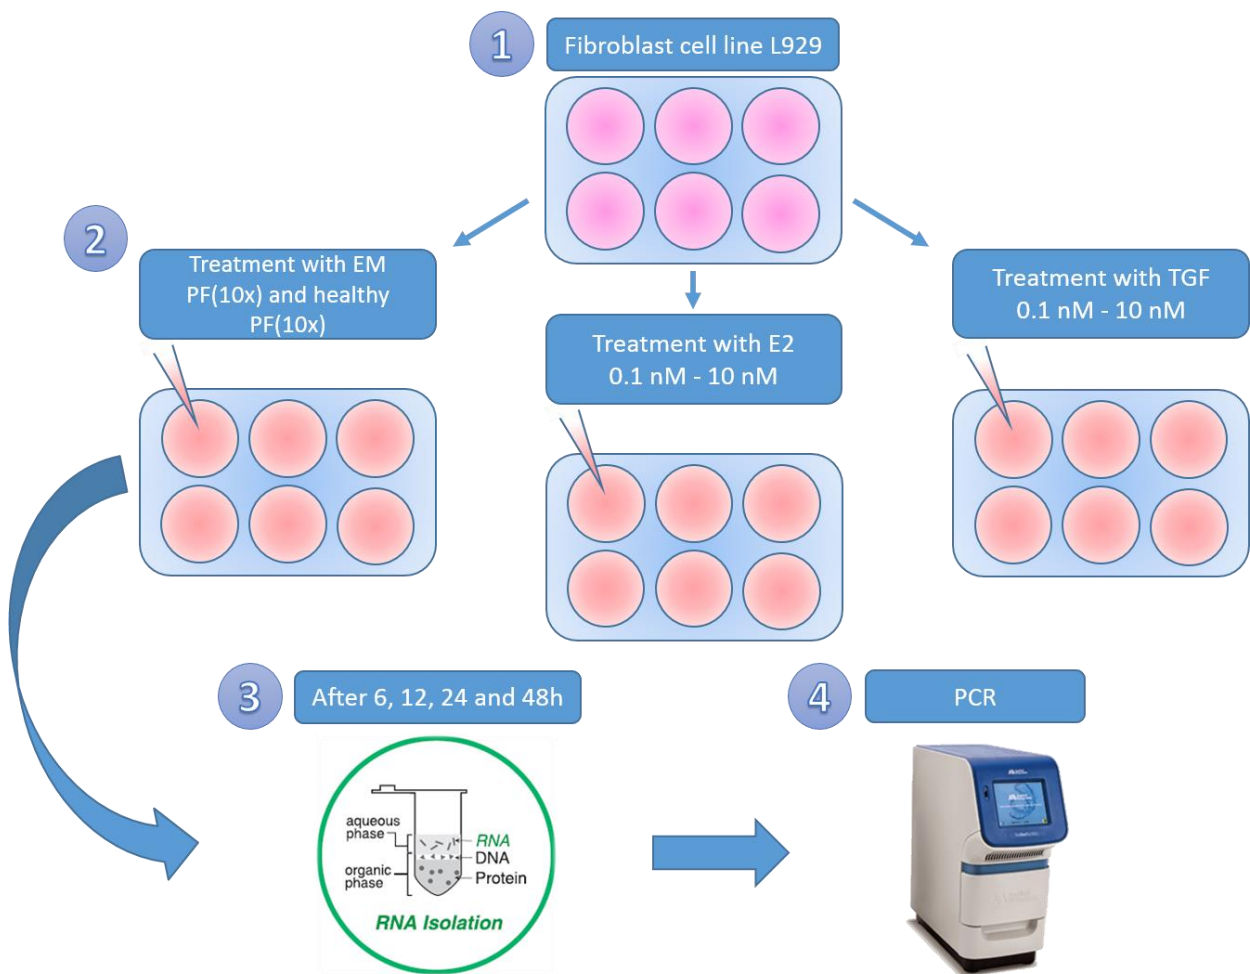 1
Fibroblast cell line L929
2
Treatment with EM
PF(10x) and healthy
PF(10x)
Treatment with E2
0.1 nM - 10 nM
Treatment with TGF
0.1 nM - 10 nM
3
After 6, 12, 24 and 48h
aqueous
phase
organic
phase
RNA
DNA
Protein
RNA Isolation
4
PCR